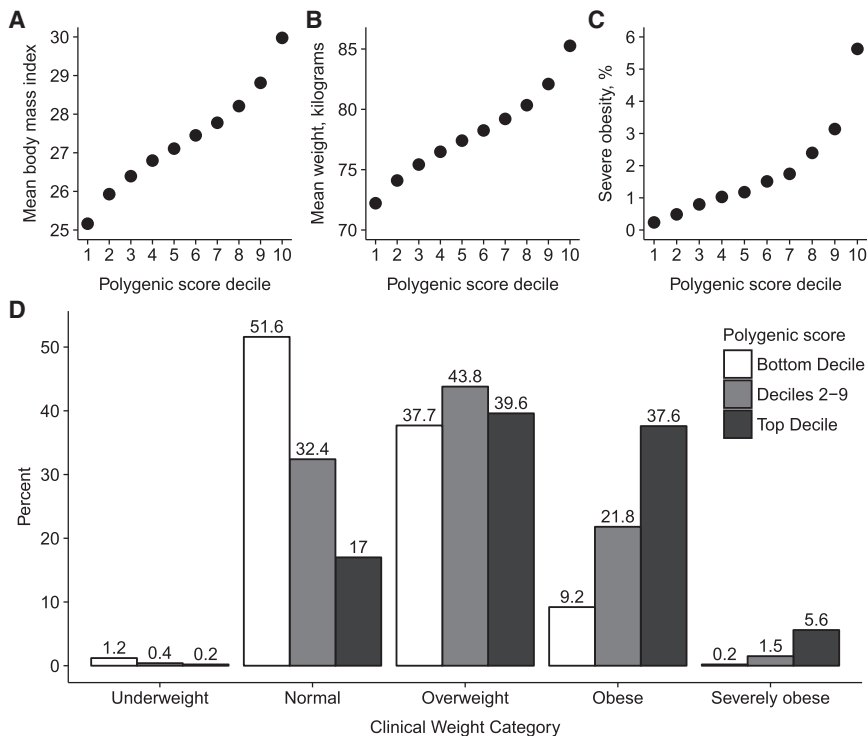 A
Mean body mass index
30
29
28
27
26
25
1 2 3 4 5 6 7 8 9 10
Polygenic score decile
B
Mean weight, kilograms
85
80
75
70
1 2 3 4 5 6 7 8 9 10
Polygenic score decile
C
Severe obesity, %
6
5
4
3
2
1
0
1 2 3 4 5 6 7 8 9 10
Polygenic score decile
D
Percent
50
40
30
20
10
0
Polygenic score
Bottom Decile
Deciles 2−9
Top Decile
1.2 0.4 0.2
51.6 32.4 17
37.7 43.8 39.6
9.2 21.8 37.6
0.2 1.5 5.6
Underweight Normal Overweight Obese Severely obese
Clinical Weight Category